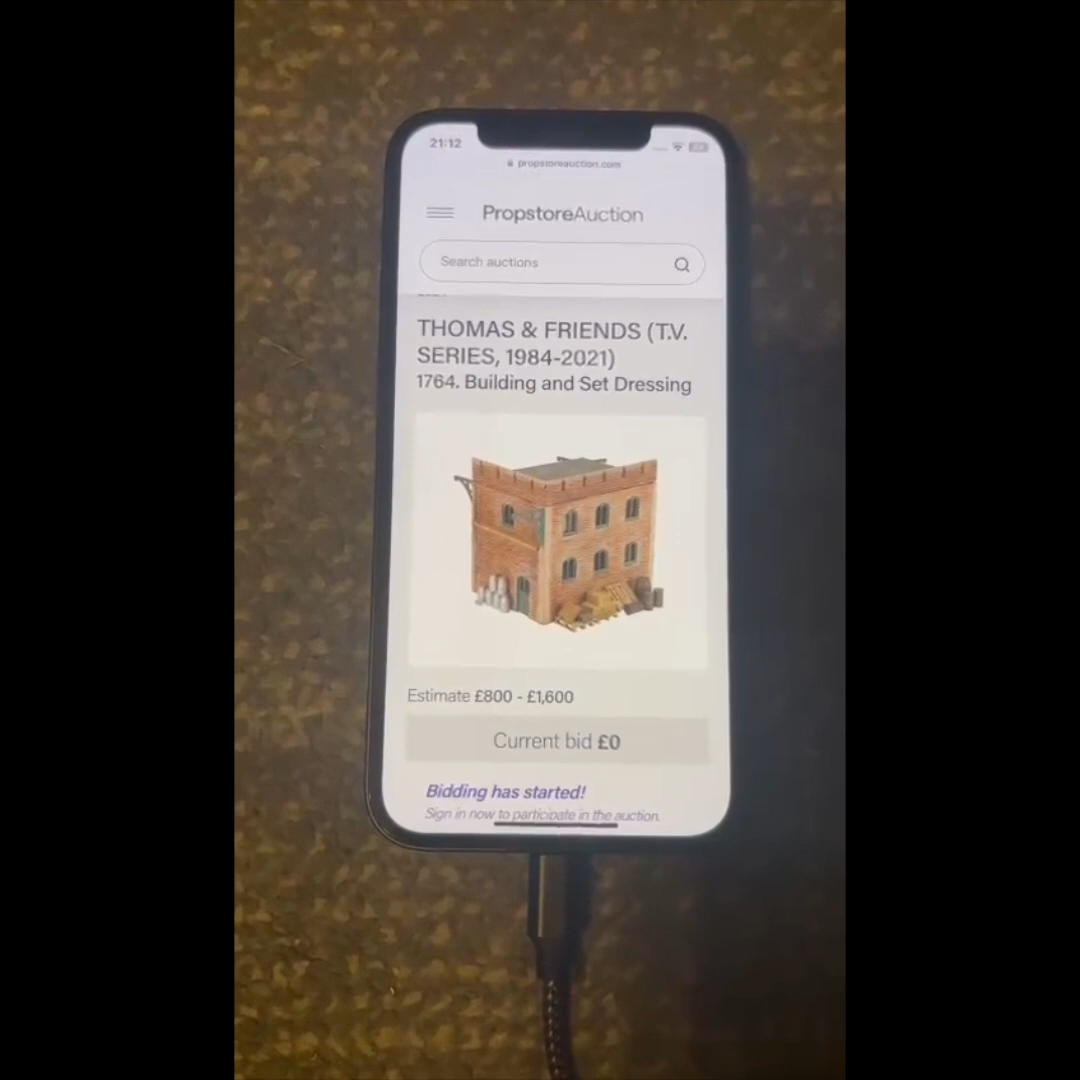 21:12
propstoreauction.com
PropstoreAuction
Search auctions
THOMAS & FRIENDS (T.V.
SERIES, 1984-2021)
1764. Building and Set Dressing
Estimate £800 - £1,600
Current bid £0
Bidding has started!
Sign in now to participate in the auction.